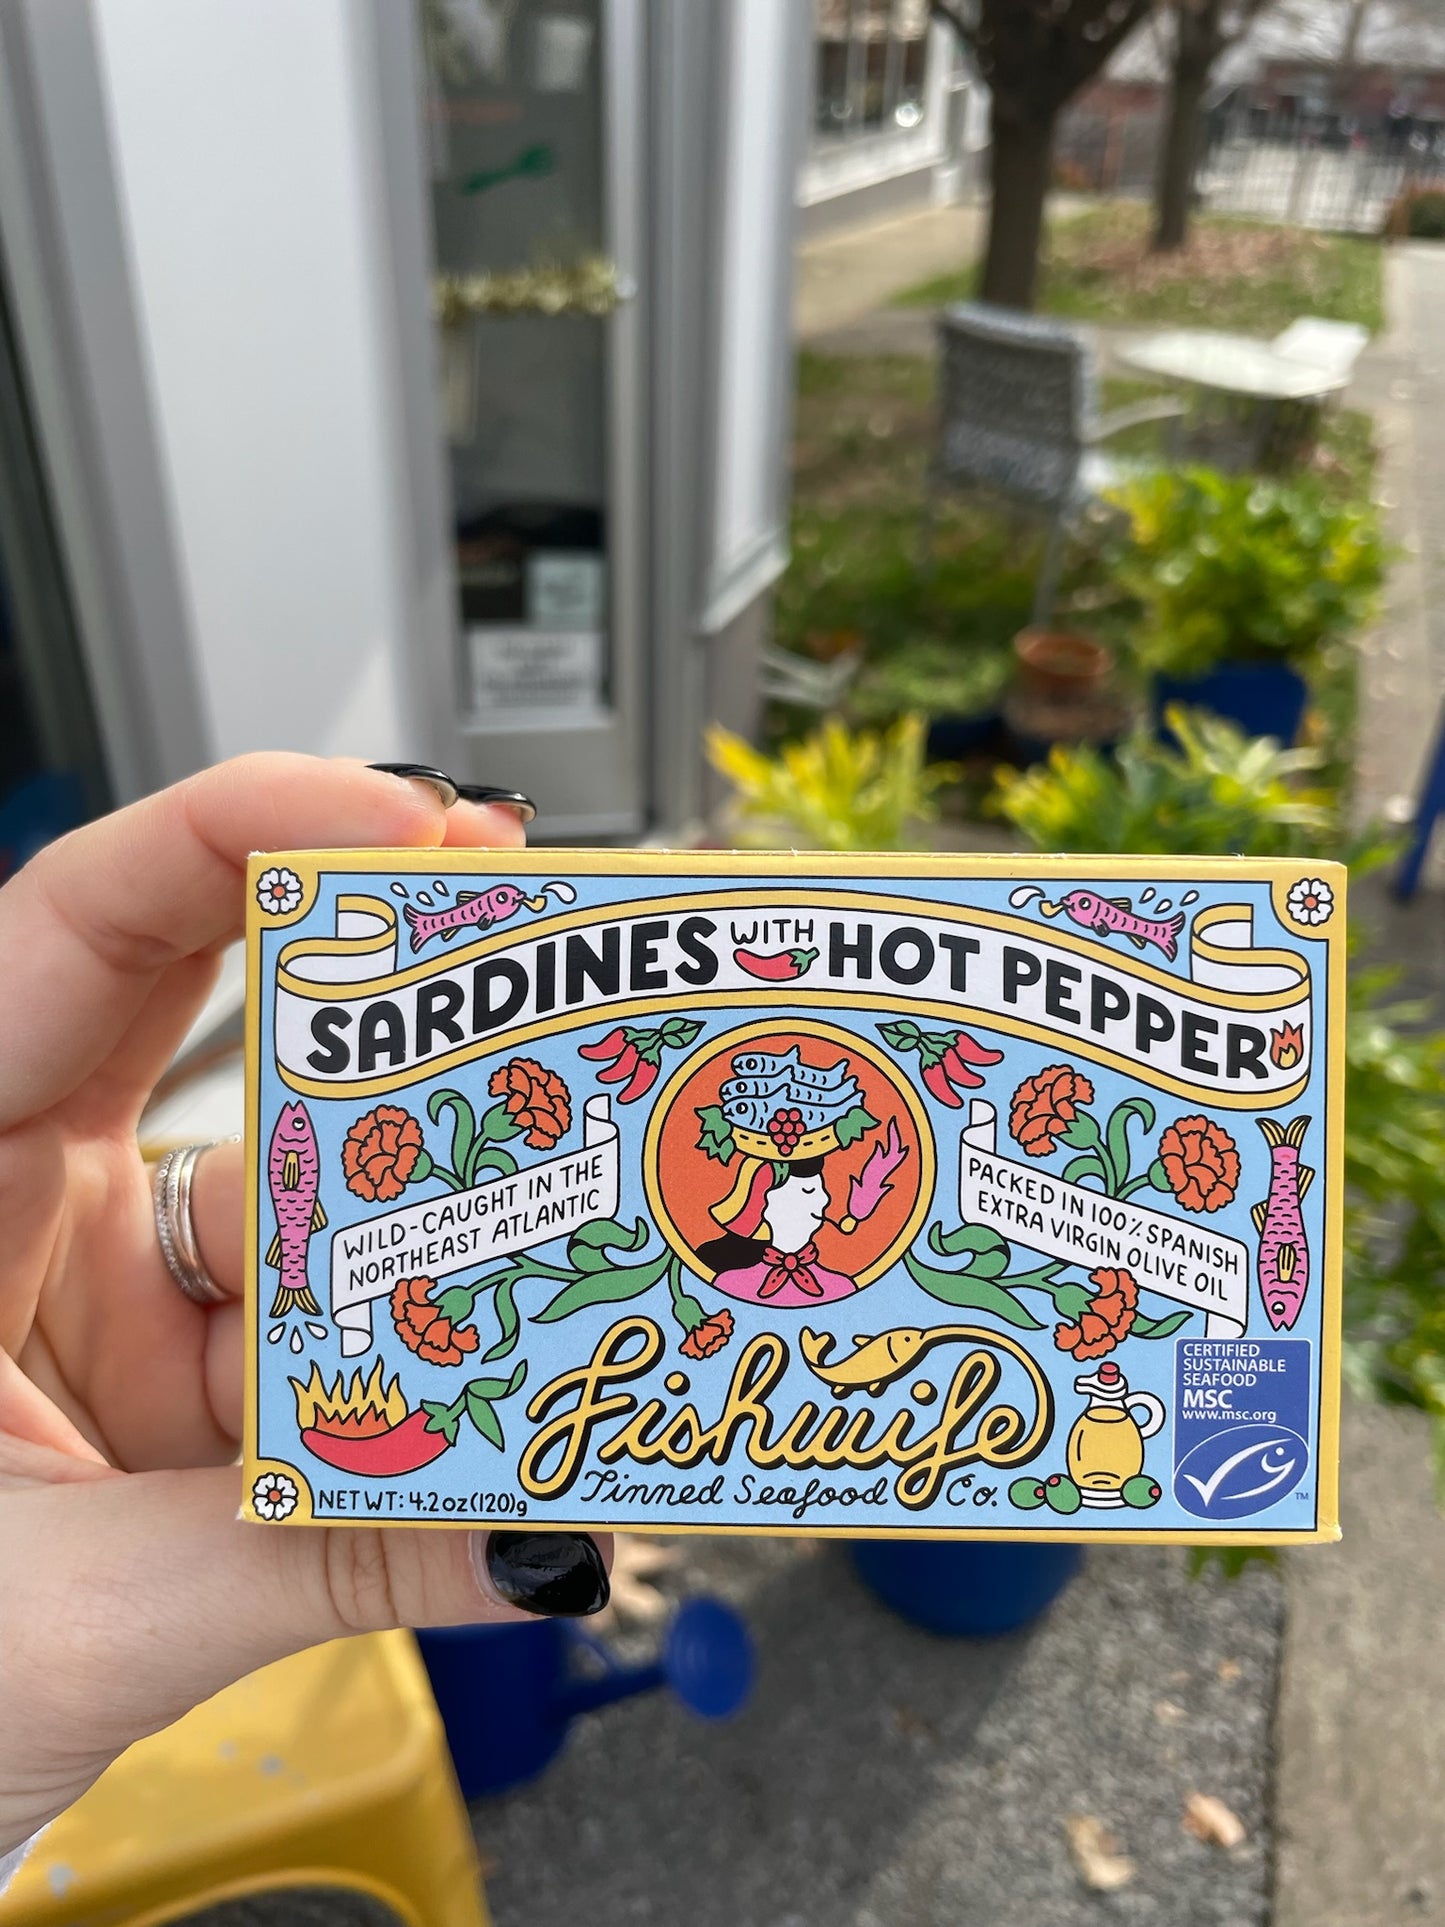 SARDINES WITH HOT PEPPER
WILD-CAUGHT IN THE
NORTHEAST ATLANTIC
PACKED IN 100% SPANISH
EXTRA VIRGIN OLIVE OIL
Fishwife
Tinned Seafood Co.
NET WT: 4.2oz(120)g
CERTIFIED
SUSTAINABLE
SEAFOOD
MSC
www.msc.org
TM